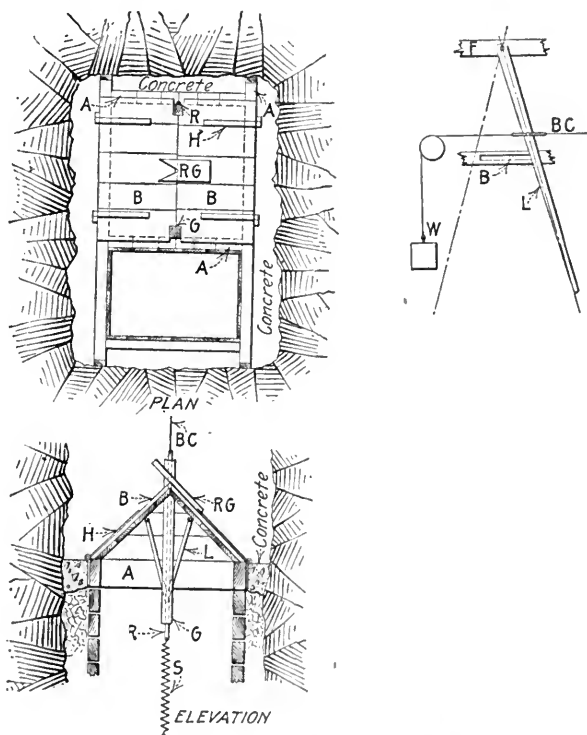 Concrete
A
A
R
H
RG
B
B
G
A
Concrete
PLAN
F
BC
B
L
W
BC
B
RG
H
L
Concrete
A
R
G
S
ELEVATION